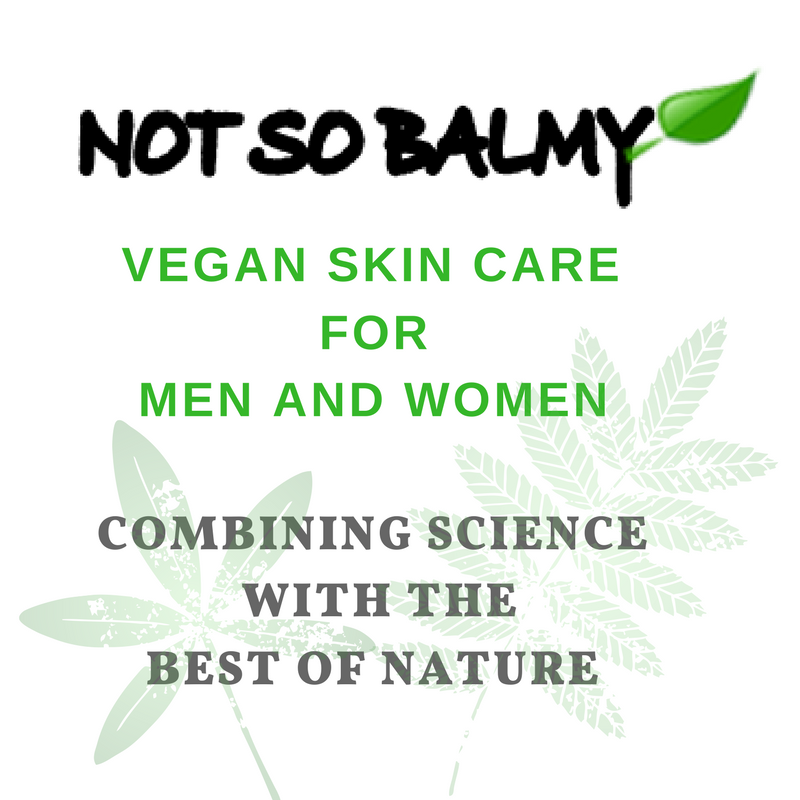 NOT SO BALMY
VEGAN SKIN CARE
FOR
MEN AND WOMEN
COMBINING SCIENCE
WITH THE
BEST OF NATURE